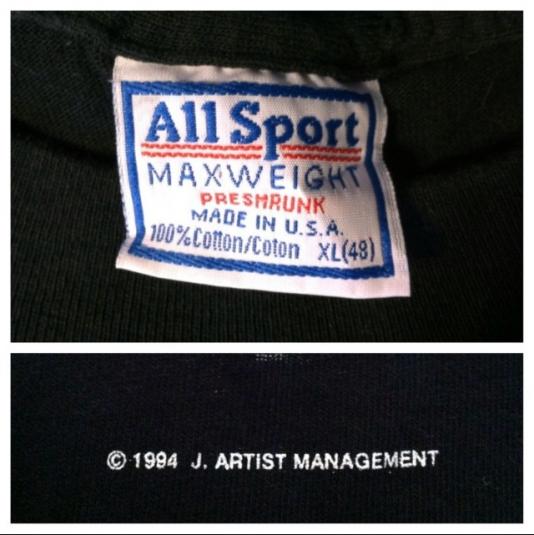 All Sport
MAXWEIGHT
PRESHRUNK
MADE IN U.S.A.
100% Cotton/Coton XL(48)
© 1994 J. ARTIST MANAGEMENT